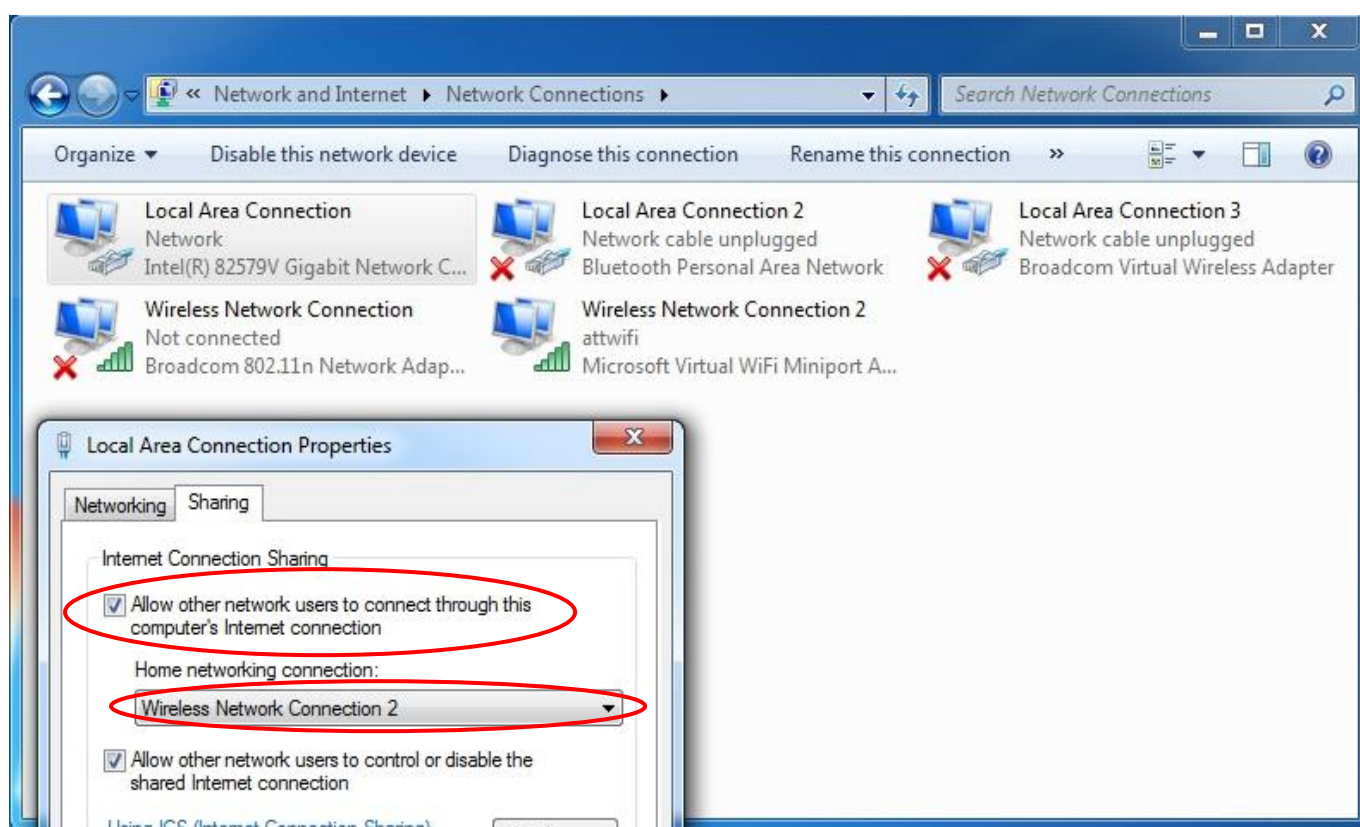 « Network and Internet ▸ Network Connections ▸
Search Network Connections
Organize ▼ Disable this network device Diagnose this connection Rename this connection »
Local Area Connection
Network
Intel(R) 82579V Gigabit Network C...
Local Area Connection 2
Network cable unplugged
Bluetooth Personal Area Network
Local Area Connection 3
Network cable unplugged
Broadcom Virtual Wireless Adapter
Wireless Network Connection
Not connected
Broadcom 802.11n Network Adap...
Wireless Network Connection 2
attwifi
Microsoft Virtual WiFi Miniport A...
Local Area Connection Properties
Networking Sharing
Internet Connection Sharing
Allow other network users to connect through this
computer's Internet connection
Home networking connection:
Wireless Network Connection 2
Allow other network users to control or disable the
shared Internet connection
Using ICS (Internet Connection Sharing)